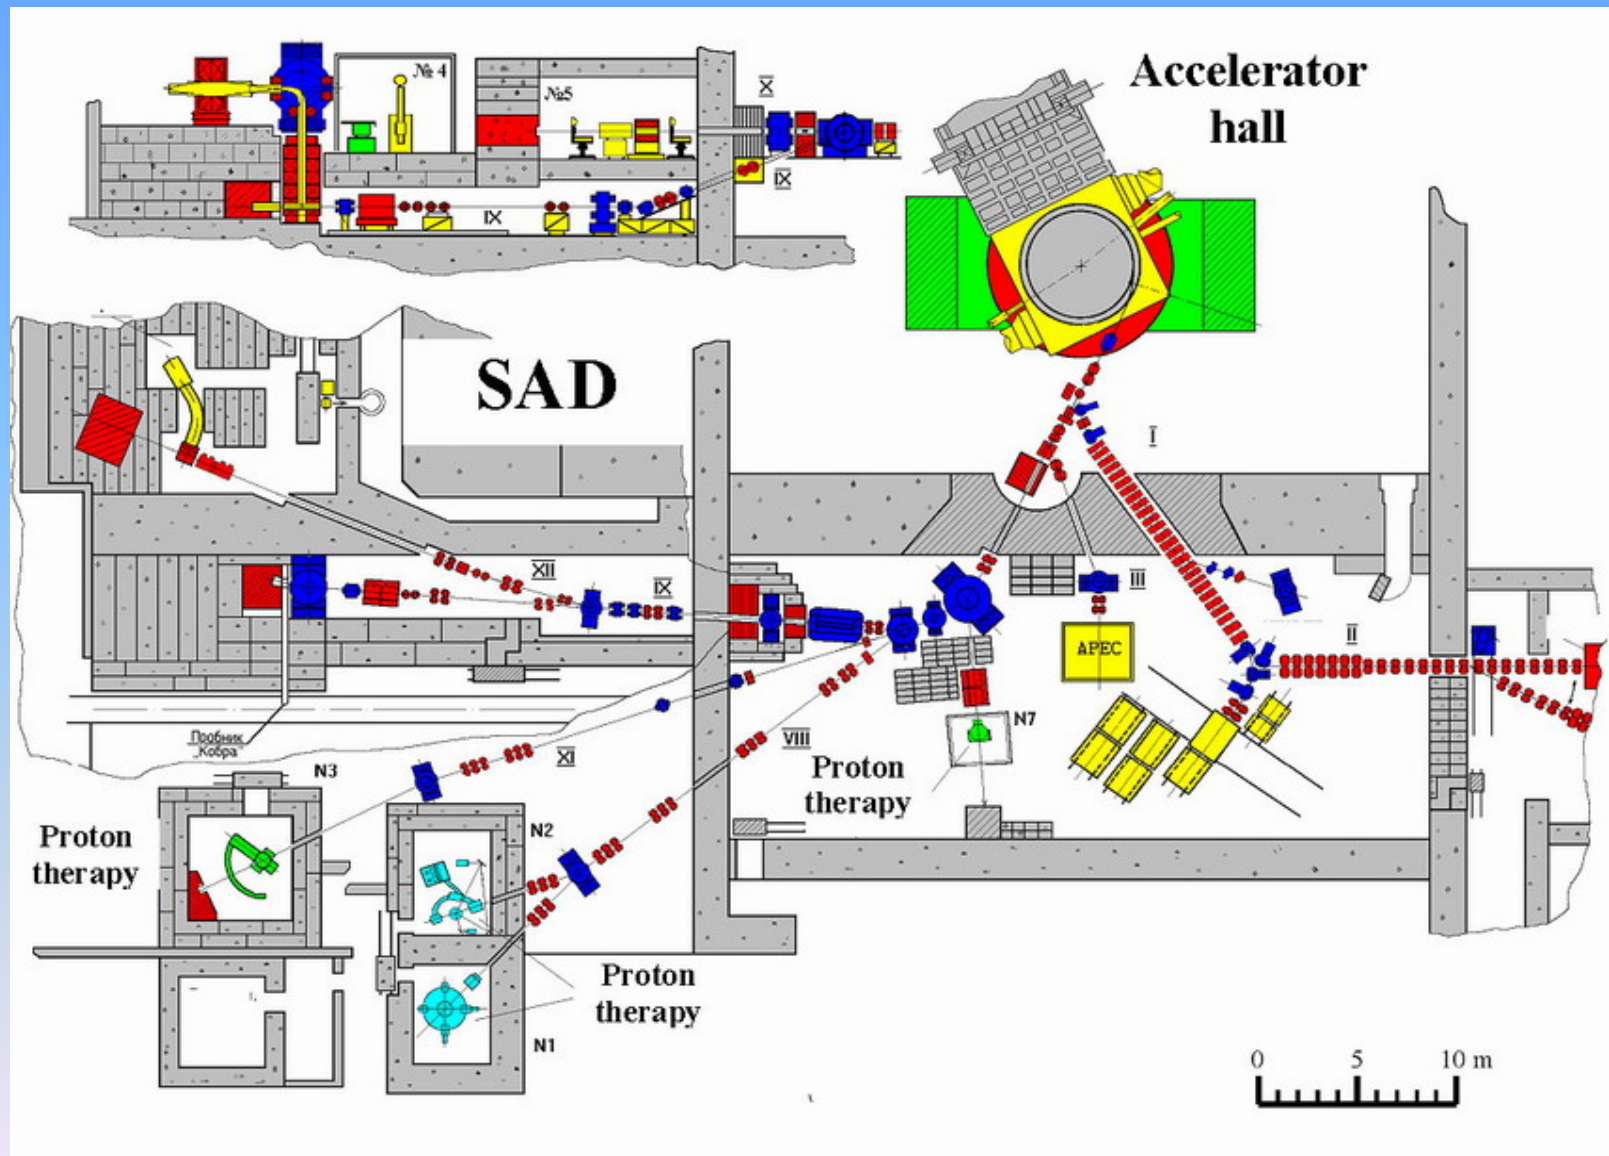 Accelerator
hall
№ 4
№5
X
IX
IX
SAD
I
XII
IX
III
II
APEC
N7
VIII
XI
Пробник
„Кобра"
N3
Proton
therapy
Proton
therapy
N2
Proton
therapy
N1
0 5 10 m